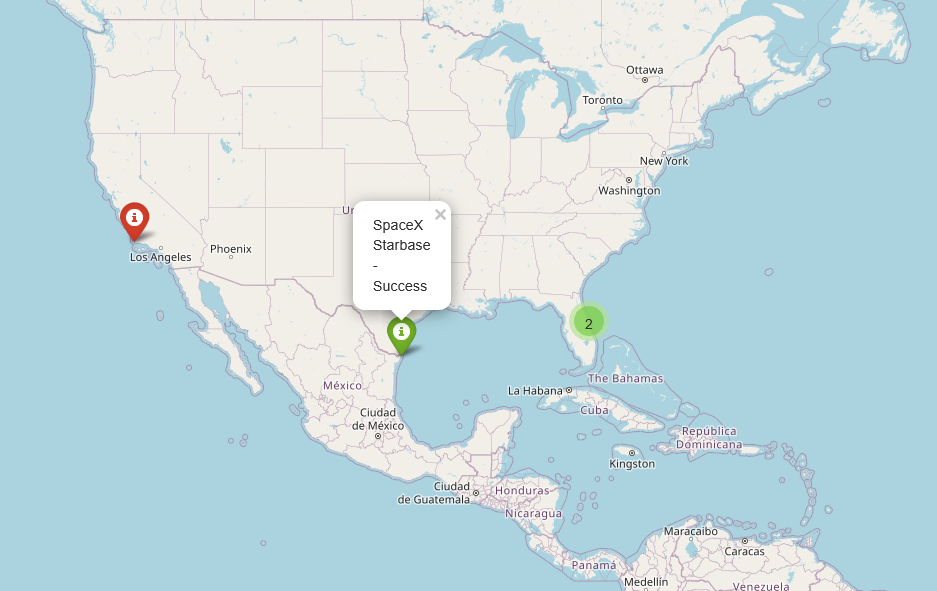 Ottawa
Toronto
New York
Washington
Los Angeles
Phoenix
SpaceX
Starbase
-
Success
×
2
México
Ciudad
de México
La Habana
The Bahamas
Cuba
República
Dominicana
Kingston
Ciudad
de Guatemala
Honduras
Nicaragua
Maracaibo
Caracas
Panamá
Medellín
Venezuela